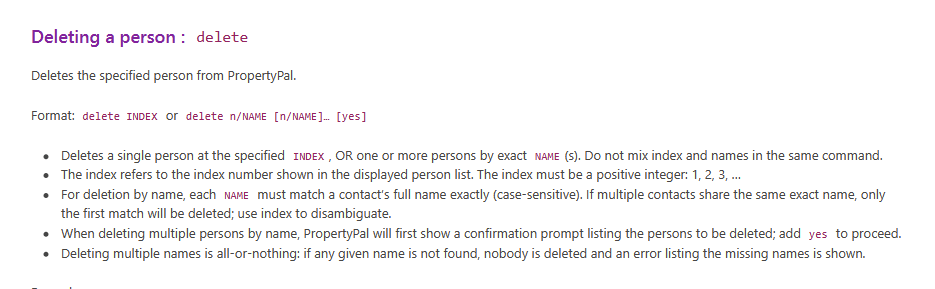 Deleting a person : delete
Deletes the specified person from PropertyPal.
Format: delete INDEX or delete n/NAME [n/NAME]… [yes]
• Deletes a single person at the specified INDEX , OR one or more persons by exact NAME (s). Do not mix index and names in the same command.
• The index refers to the index number shown in the displayed person list. The index must be a positive integer: 1, 2, 3, …
• For deletion by name, each NAME must match a contact's full name exactly (case-sensitive). If multiple contacts share the same exact name, only
the first match will be deleted; use index to disambiguate.
• When deleting multiple persons by name, PropertyPal will first show a confirmation prompt listing the persons to be deleted; add yes to proceed.
• Deleting multiple names is all-or-nothing: if any given name is not found, nobody is deleted and an error listing the missing names is shown.